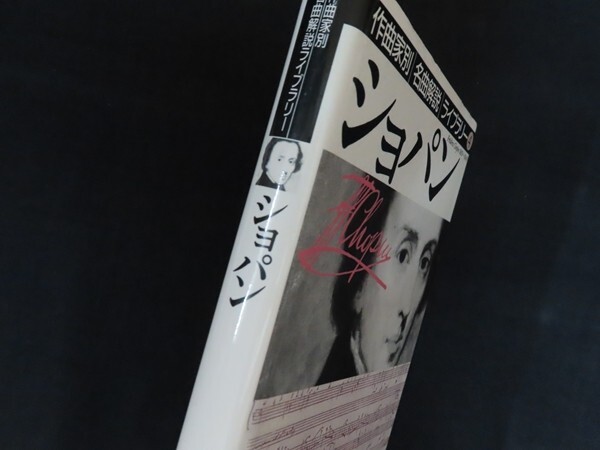 作曲家別
名曲解説ライブラリー
ショパン
作曲家別 名曲解説 ライブラリー
ショパン
Chopin